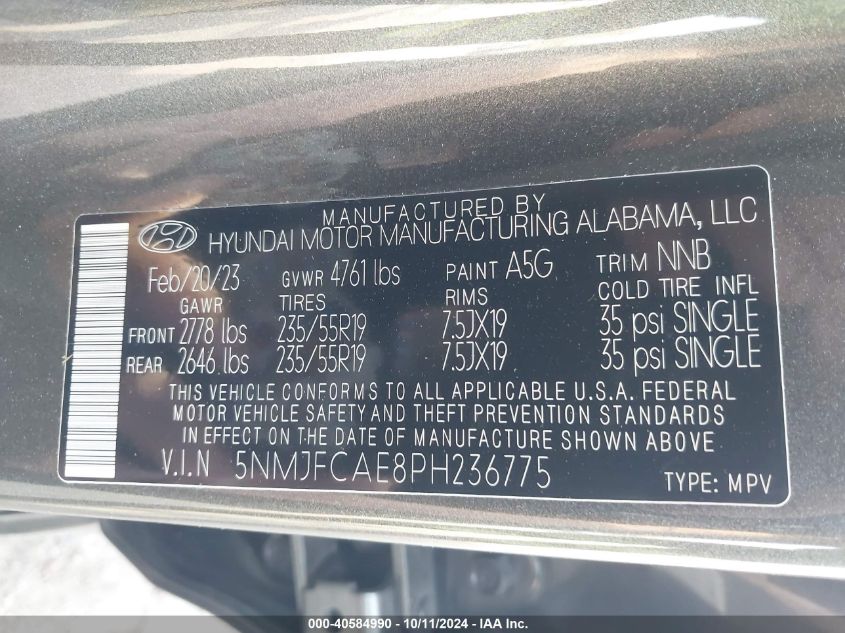 MANUFACTURED BY
HYUNDAI MOTOR MANUFACTURING ALABAMA, LLC
Feb/20/23 GVWR 4761 lbs PAINT A5G TRIM NNB
GAWR TIRES RIMS COLD TIRE INFL
FRONT 2778 lbs 235/55R19 7.5JX19 35 psi SINGLE
REAR 2646 lbs 235/55R19 7.5JX19 35 psi SINGLE
THIS VEHICLE CONFORMS TO ALL APPLICABLE U.S.A. FEDERAL
MOTOR VEHICLE SAFETY AND THEFT PREVENTION STANDARDS
IN EFFECT ON THE DATE OF MANUFACTURE SHOWN ABOVE
V.I.N 5NMJFCAE8PH236775 TYPE: MPV
10-40584990 - 10/11/2024 - IAA Inc.